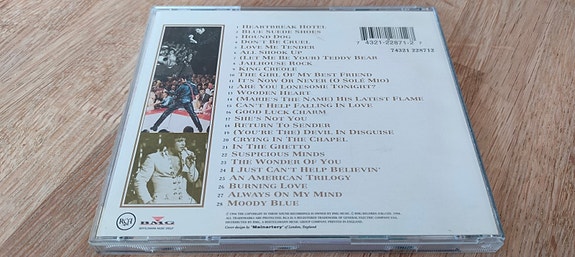 1 Heartbreak Hotel
2 Blue Suede Shoes
3 Hound Dog
4 Don't Be Cruel
5 Love Me Tender
6 All Shook Up
7 (Let Me Be Your) Teddy Bear
8 Jailhouse Rock
9 King Creole
10 The Girl Of My Best Friend
11 It's Now Or Never (O Sole Mio)
12 Are You Lonesome Tonight?
13 Wooden Heart
14 (Marie's The Name) His Latest Flame
15 Can't Help Falling In Love
16 Good Luck Charm
17 She's Not You
18 Return To Sender
19 (You're The) Devil In Disguise
20 Crying In The Chapel
21 In The Ghetto
22 Suspicious Minds
23 The Wonder Of You
24 I Just Can't Help Believin'
25 An American Trilogy
26 Burning Love
27 Always On My Mind
28 Moody Blue
7 4321-22871-2 7
74321 228712
RCA
BMG
Cover design by "Mainartery" of London, England